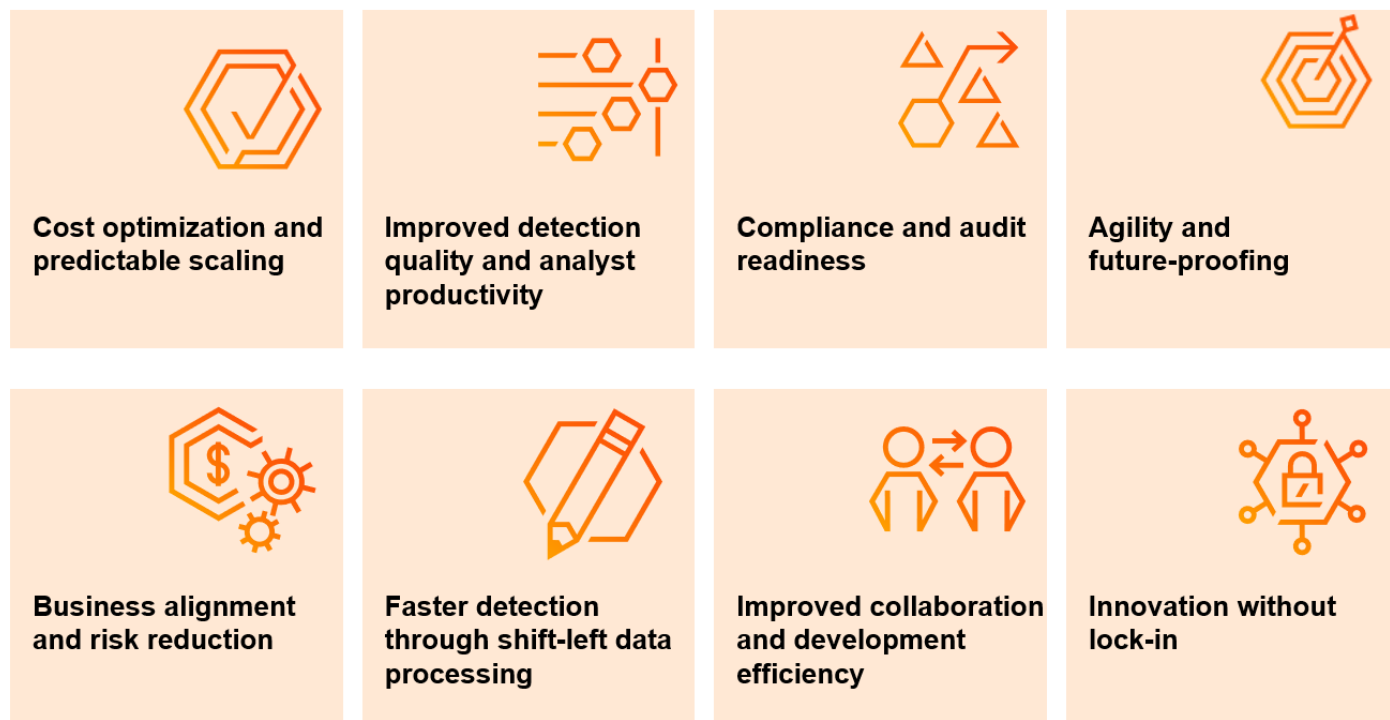 Cost optimization and
predictable scaling
Improved detection
quality and analyst
productivity
Compliance and audit
readiness
Agility and
future-proofing
$
Business alignment
and risk reduction
Faster detection
through shift-left data
processing
Improved collaboration
and development
efficiency
Innovation without
lock-in